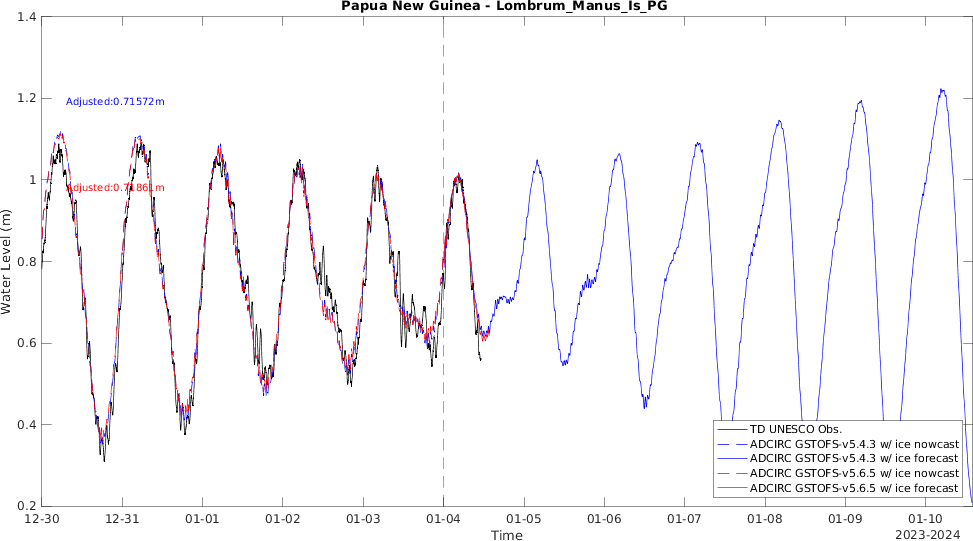 Papua New Guinea - Lombrum_Manus_Is_PG
1.4
1.2
1
0.8
0.6
0.4
0.2
Water Level (m)
Adjusted:0.71572m
Adjusted:0.71861m
TD UNESCO Obs.
ADCIRC GSTOFS-v5.4.3 w/ ice nowcast
ADCIRC GSTOFS-v5.4.3 w/ ice forecast
ADCIRC GSTOFS-v5.6.5 w/ ice nowcast
ADCIRC GSTOFS-v5.6.5 w/ ice forecast
12-30 12-31 01-01 01-02 01-03 01-04 01-05 01-06 01-07 01-08 01-09 01-10
2023-2024
Time